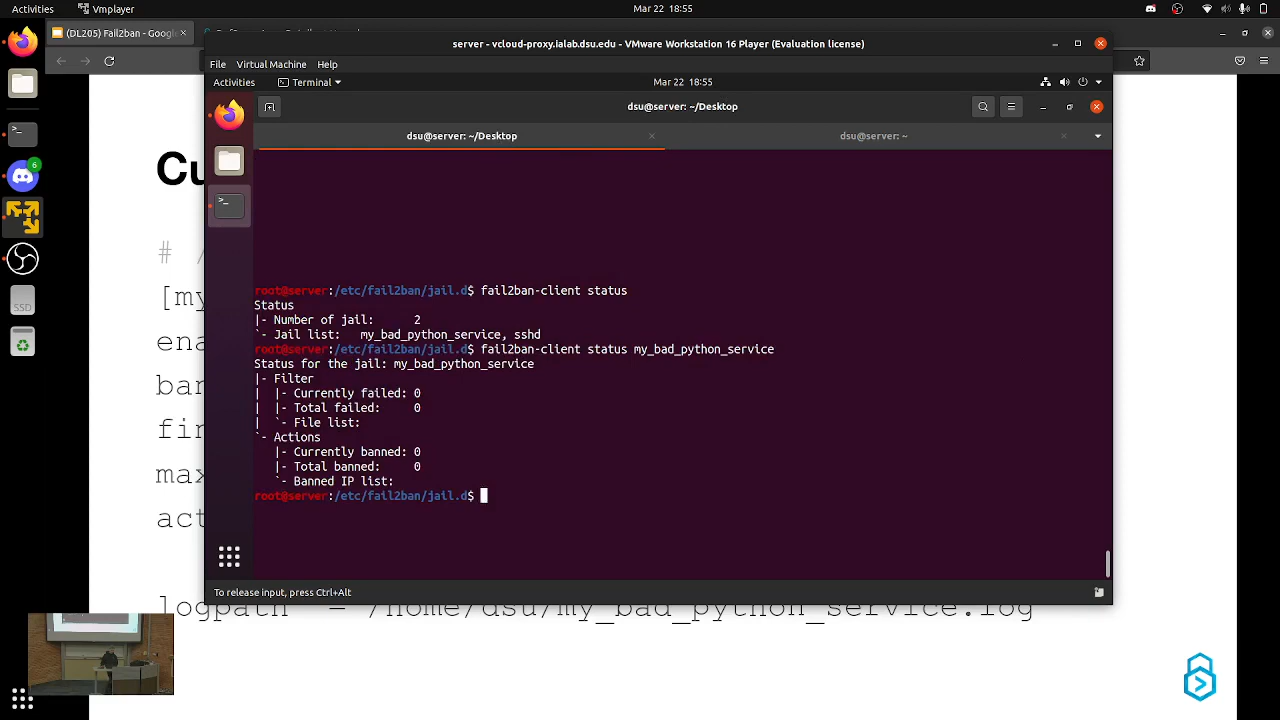 Activities Vmplayer Mar 22 18:55
(DL205) Fail2ban - Googl
server - vcloud-proxy.ialab.dsu.edu - VMware Workstation 16 Player (Evaluation license)
File Virtual Machine Help
Activities Terminal Mar 22 18:55
dsu@server: ~/Desktop
dsu@server: ~/Desktop dsu@server: ~
6
SSD
root@server:/etc/fail2ban/jail.d$ fail2ban-client status
Status
|- Number of jail: 2
`- Jail list: my_bad_python_service, sshd
root@server:/etc/fail2ban/jail.d$ fail2ban-client status my_bad_python_service
Status for the jail: my_bad_python_service
|- Filter
| |- Currently failed: 0
| |- Total failed: 0
| `- File list:
`- Actions
|- Currently banned: 0
|- Total banned: 0
`- Banned IP list:
root@server:/etc/fail2ban/jail.d$
To release input, press Ctrl+Alt
Cu
# /
[my
ena
ban
fin
max
act
logpath = /home/dsu/my_bad_python_service.log